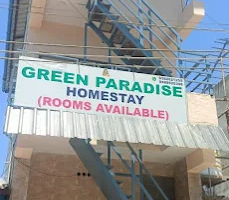 GREEN PARADISE
HOMESTAY
(ROOMS AVAILABLE)